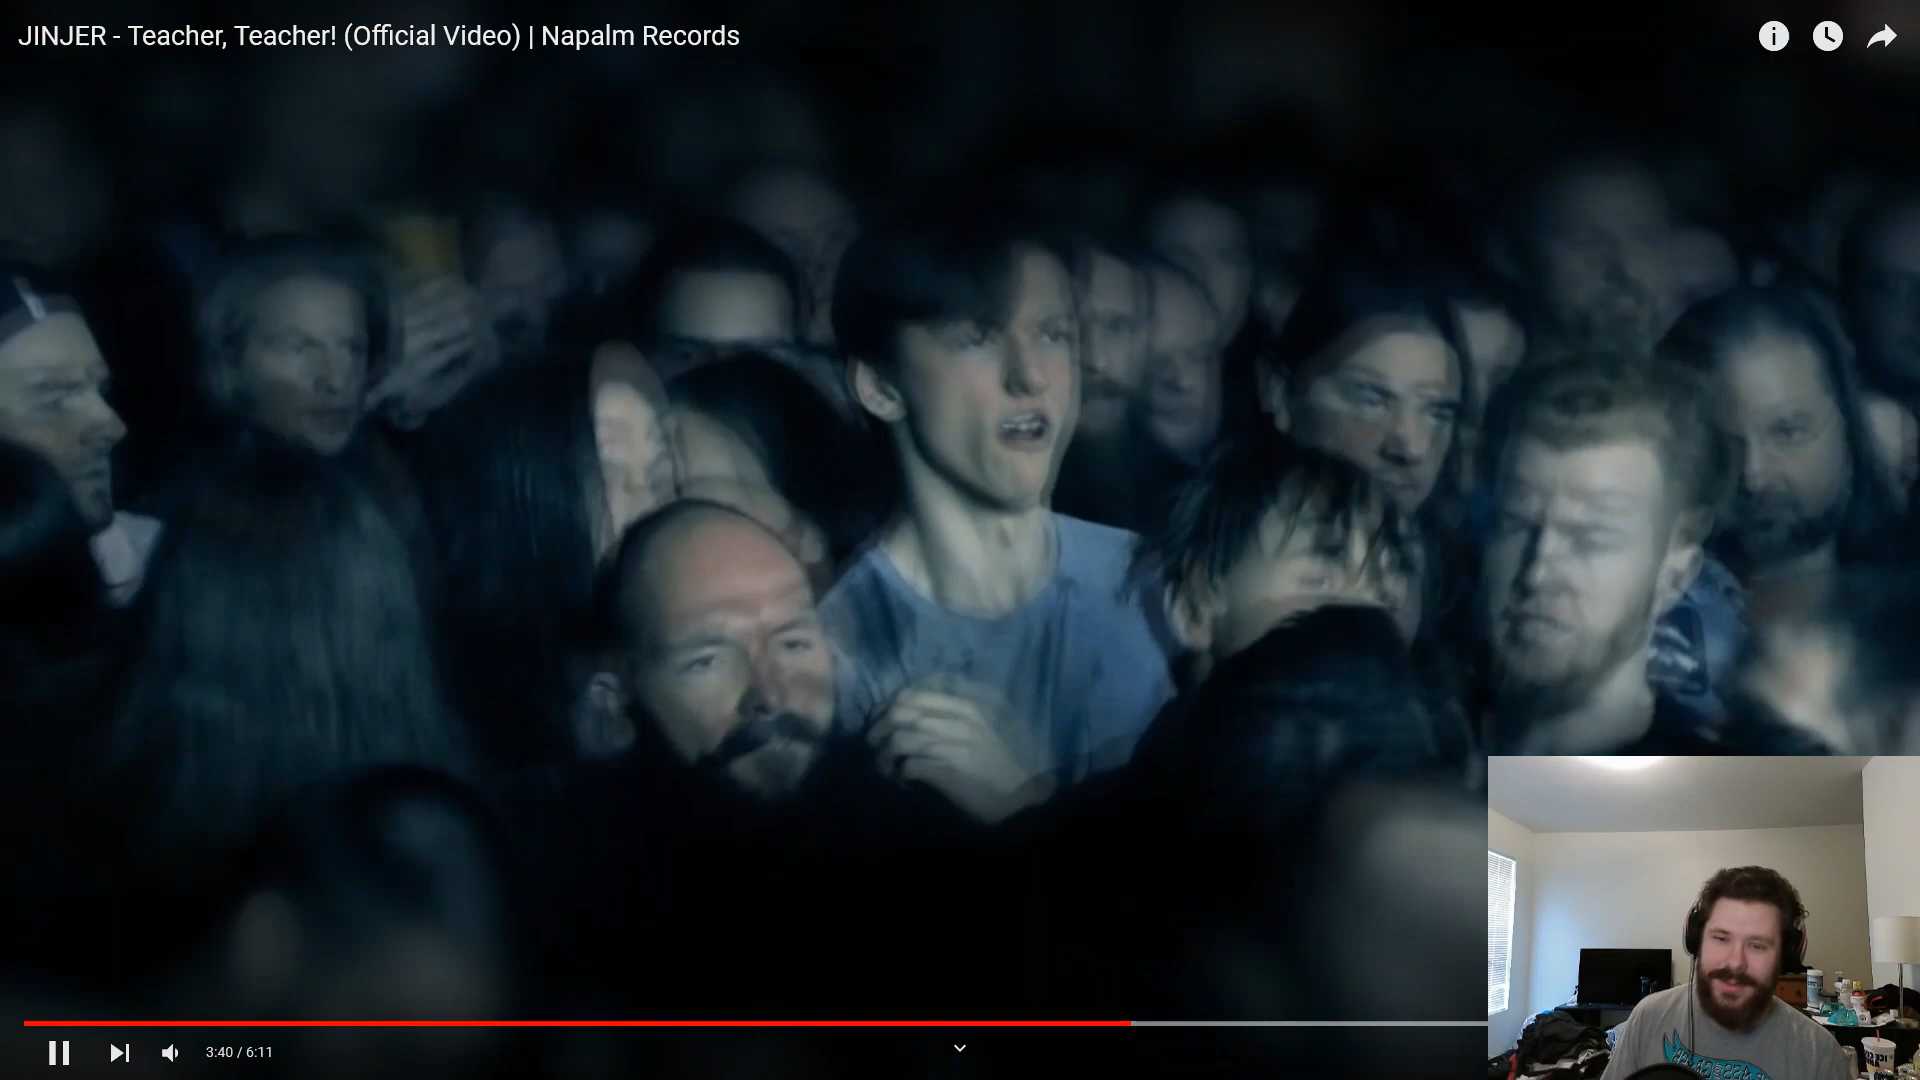 JINJER - Teacher, Teacher! (Official Video) | Napalm Records
3:40 / 6:11